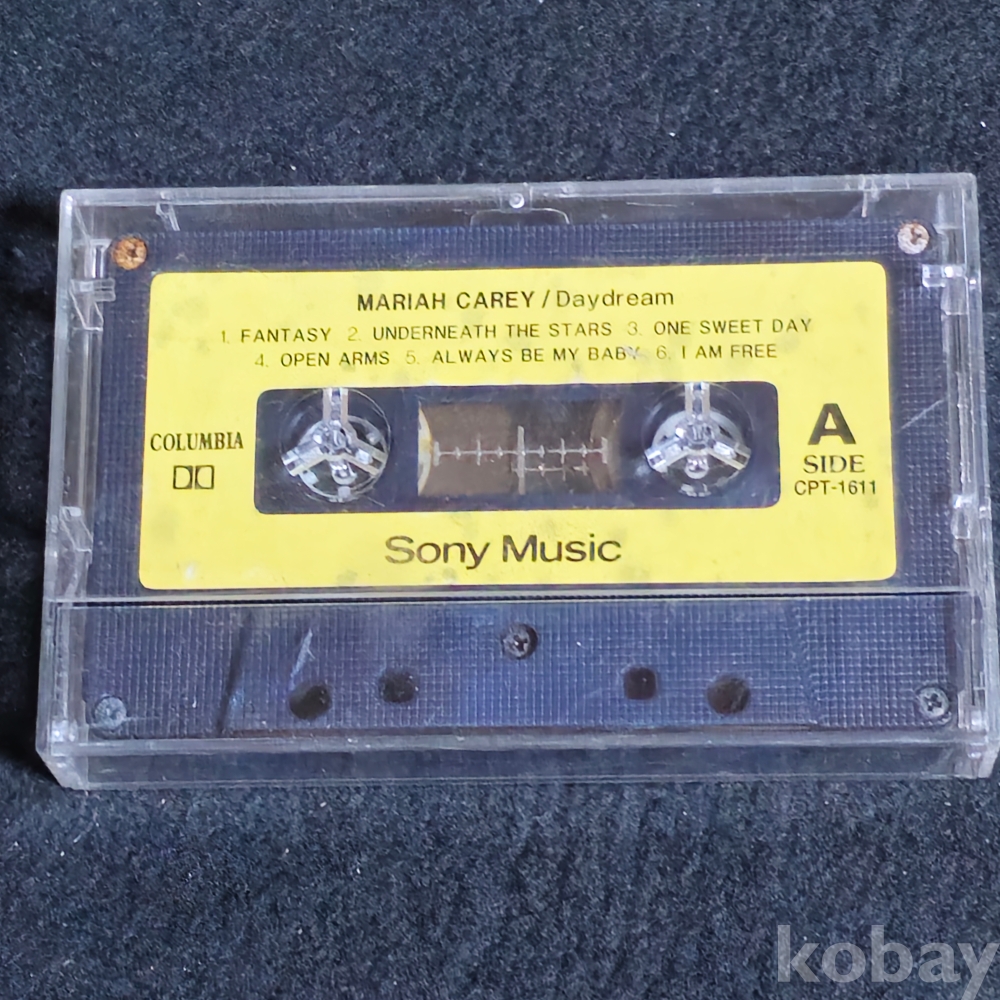 MARIAH CAREY / Daydream
1. FANTASY 2. UNDERNEATH THE STARS 3. ONE SWEET DAY
4. OPEN ARMS 5. ALWAYS BE MY BABY 6. I AM FREE
COLUMBIA
A
SIDE
CPT-1611
Sony Music
kobay